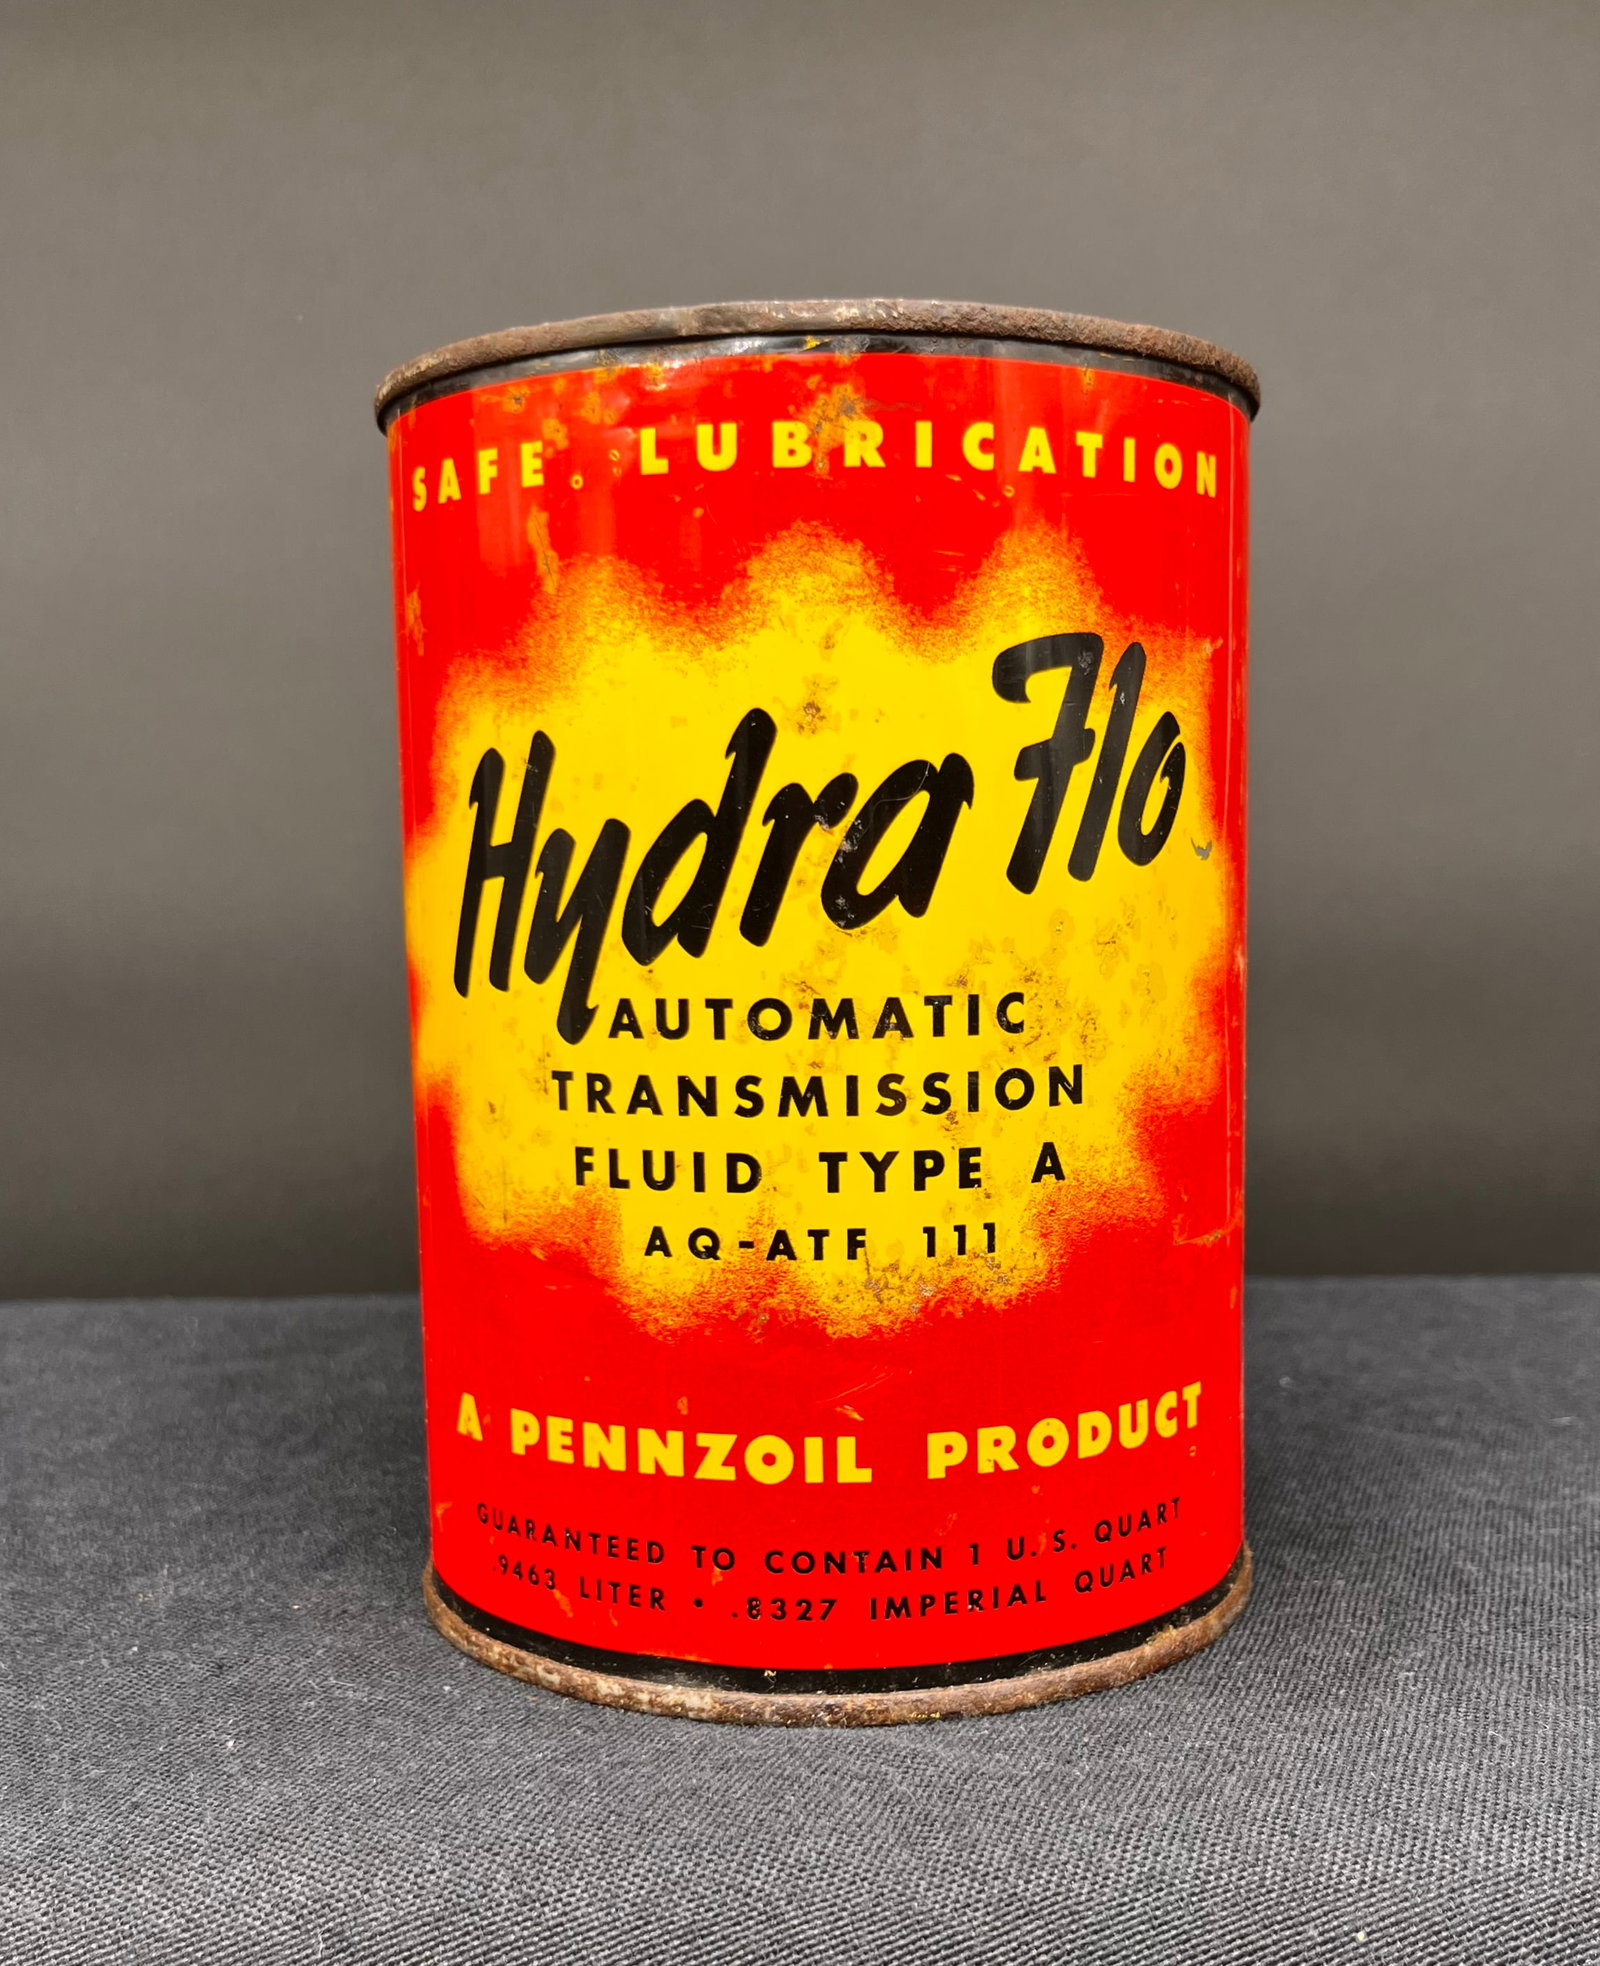 SAFE LUBRICATION
Hydra Flo
AUTOMATIC
TRANSMISSION
FLUID TYPE A
AQ-ATF 111
A PENNZOIL PRODUCT
GUARANTEED TO CONTAIN 1 U.S. QUART
.9463 LITER • .8327 IMPERIAL QUART